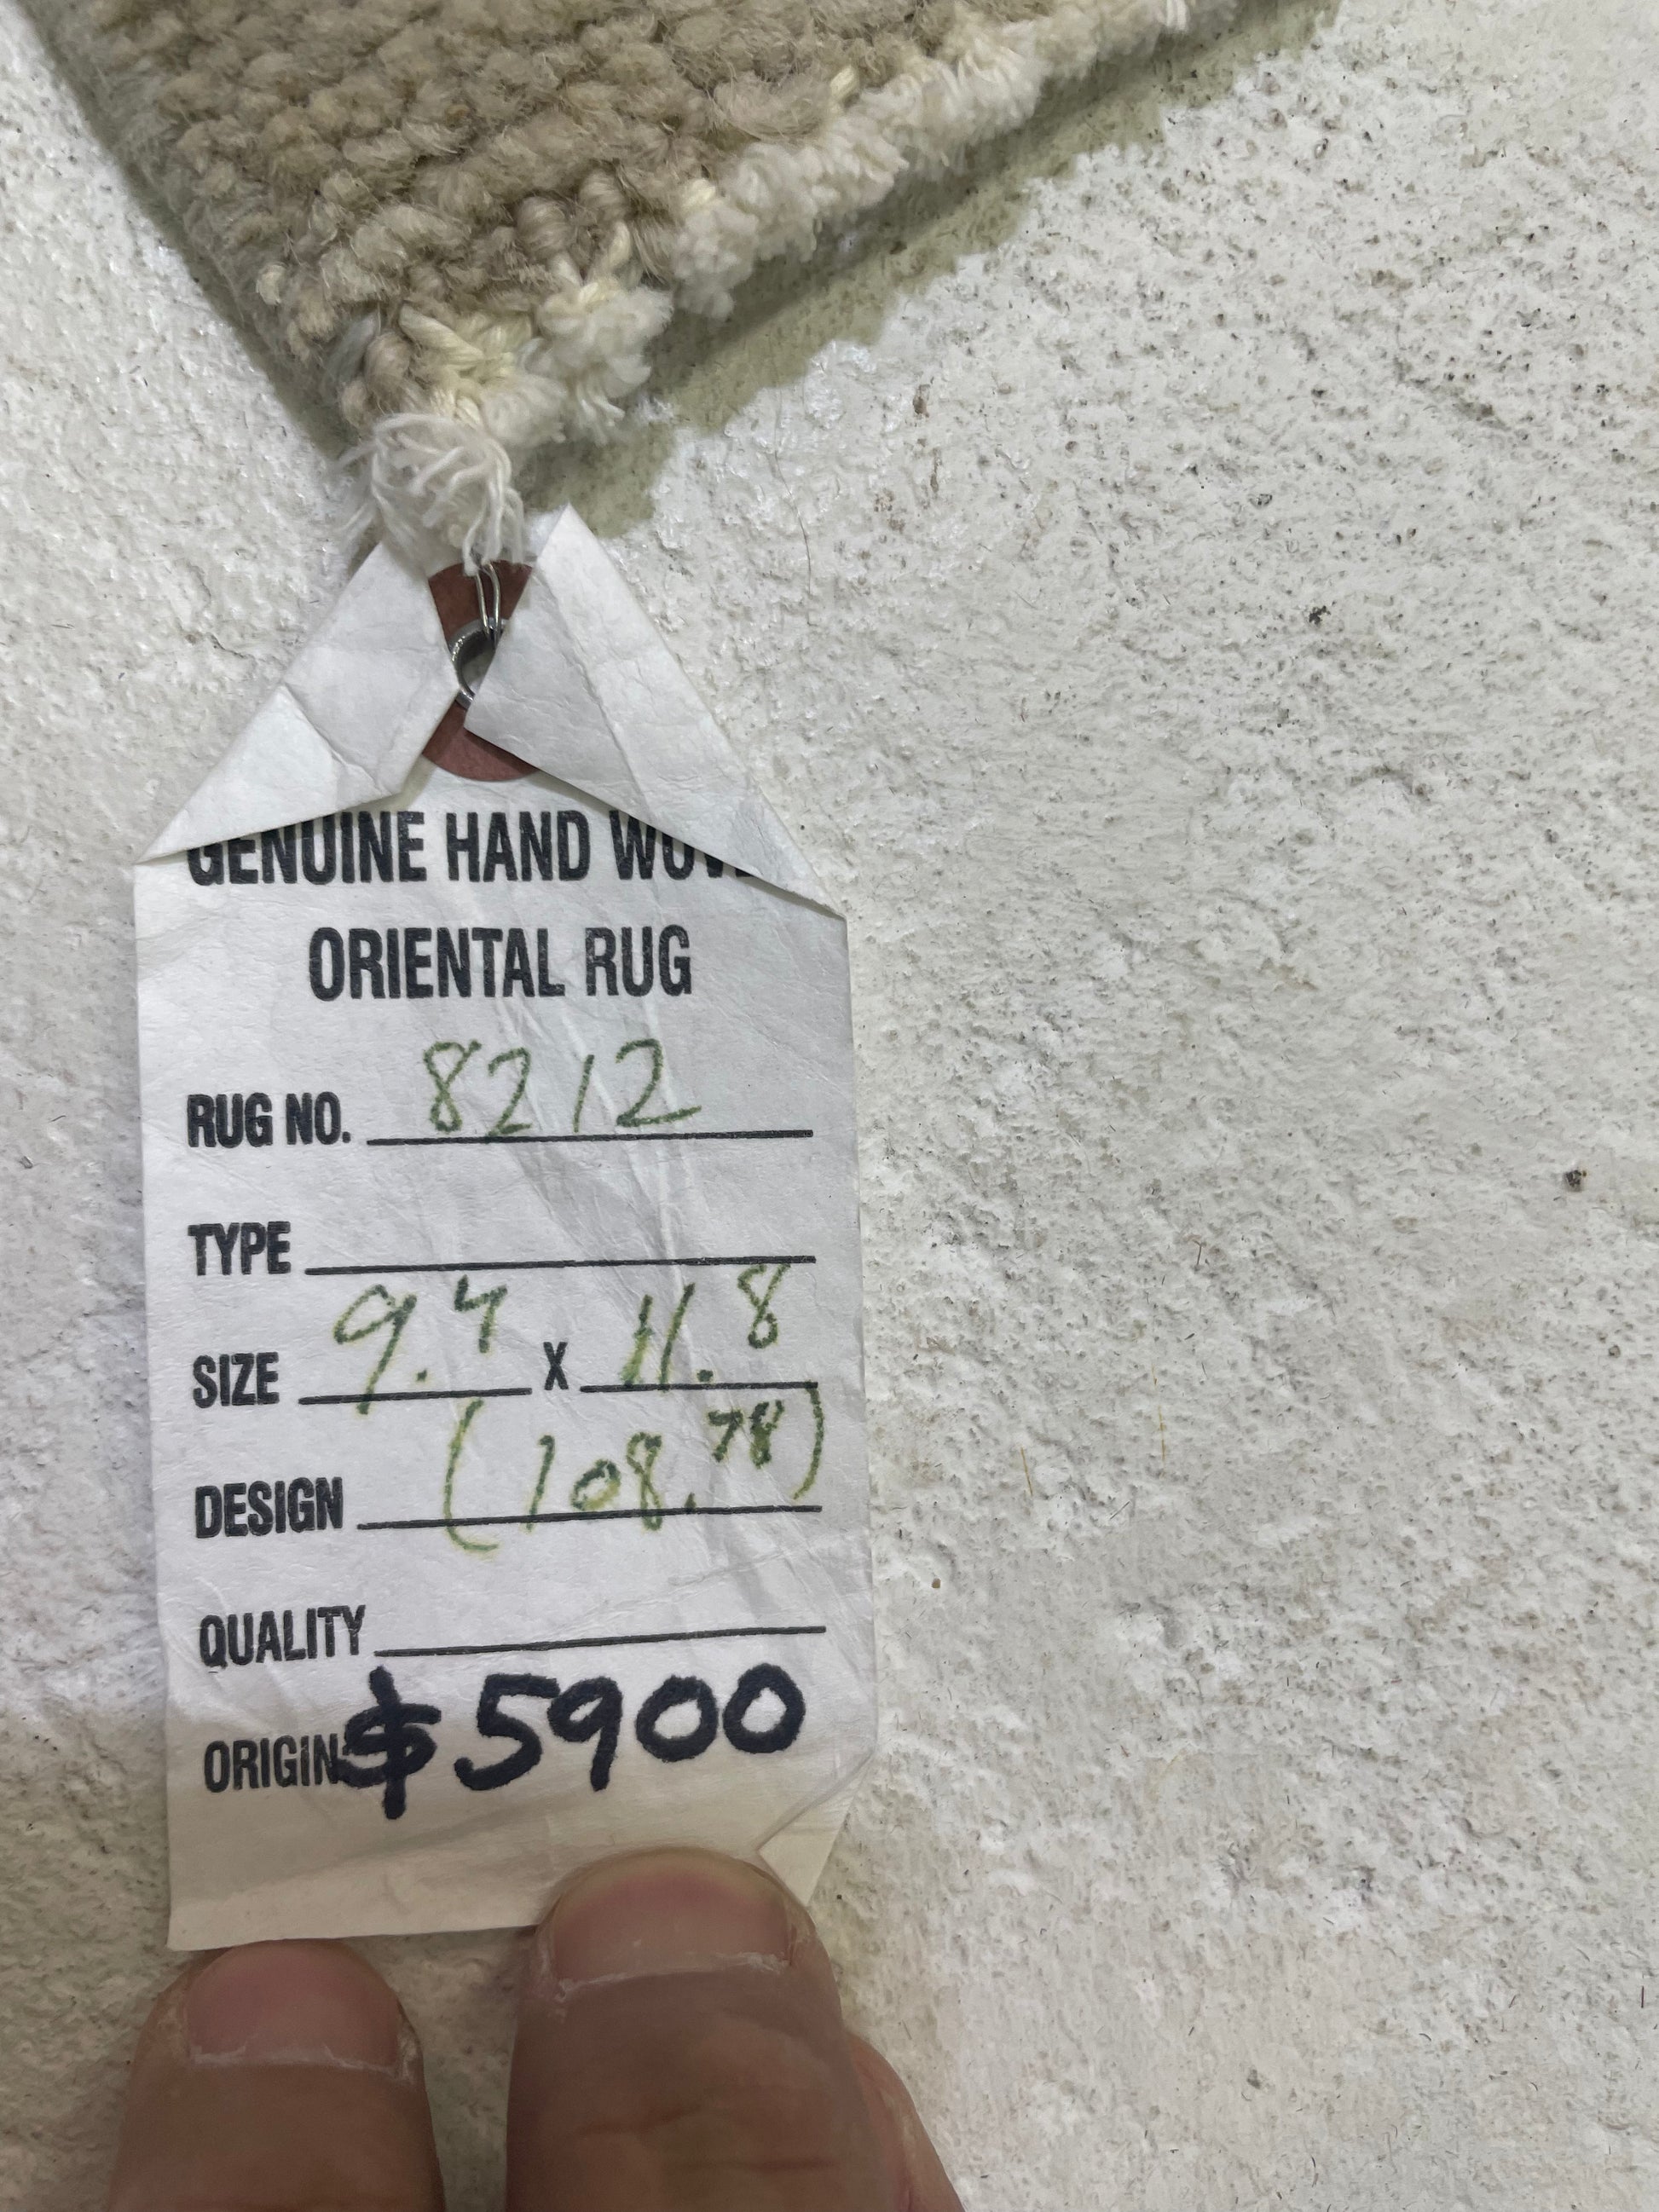 GENUINE HAND
ORIENTAL RUG
RUG NO. 8212
TYPE
SIZE 9.4 X 11.8
DESIGN (108.78)
QUALITY
ORIGIN $5900